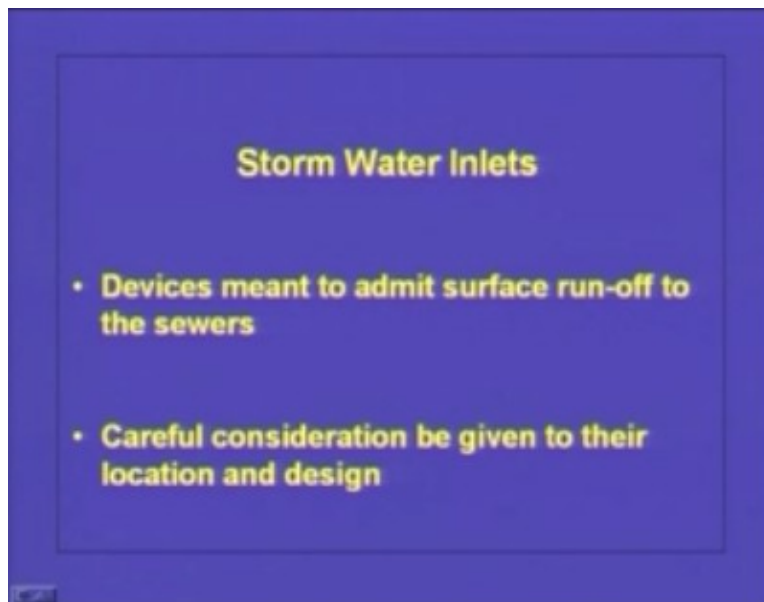 Storm Water Inlets
• Devices meant to admit surface run-off to
the sewers
• Careful consideration be given to their
location and design